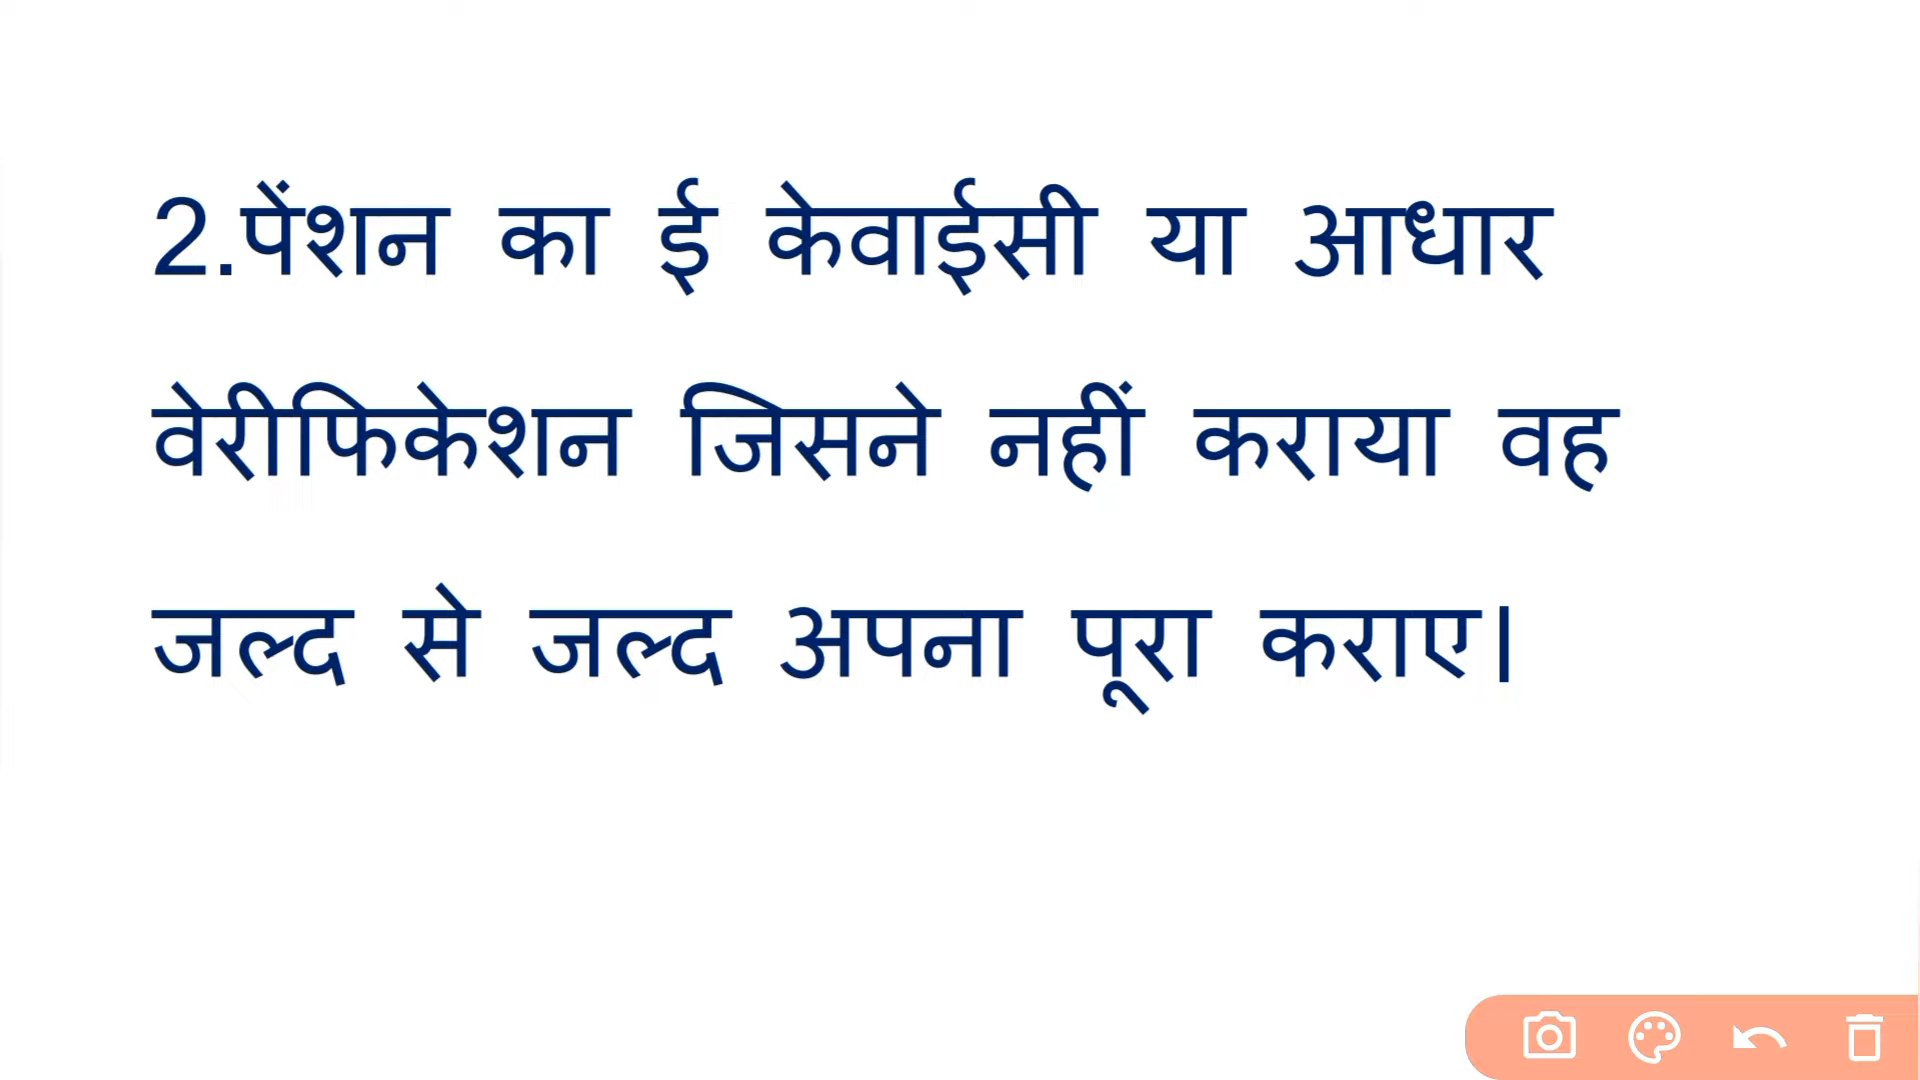 2.पेंशन का ई केवाईसी या आधार
वेरीफिकेशन जिसने नहीं कराया वह
जल्द से जल्द अपना पूरा कराए।